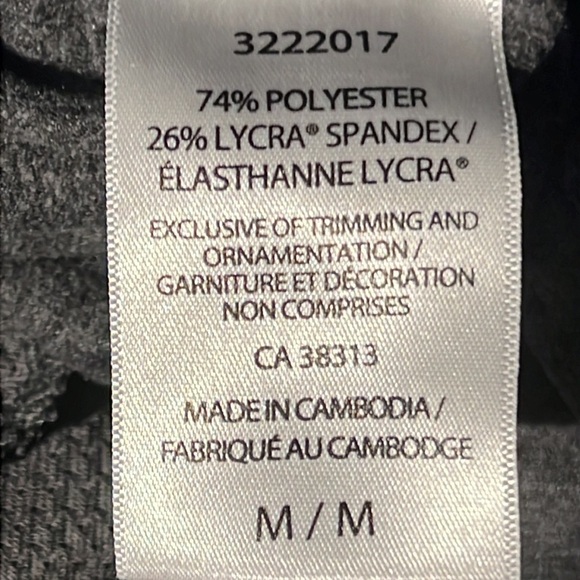 3222017
74% POLYESTER
26% LYCRA® SPANDEX /
ÉLASTHANNE LYCRA®
EXCLUSIVE OF TRIMMING AND
ORNAMENTATION /
GARNITURE ET DÉCORATION
NON COMPRISES
CA 38313
MADE IN CAMBODIA /
FABRIQUÉ AU CAMBODGE
M / M